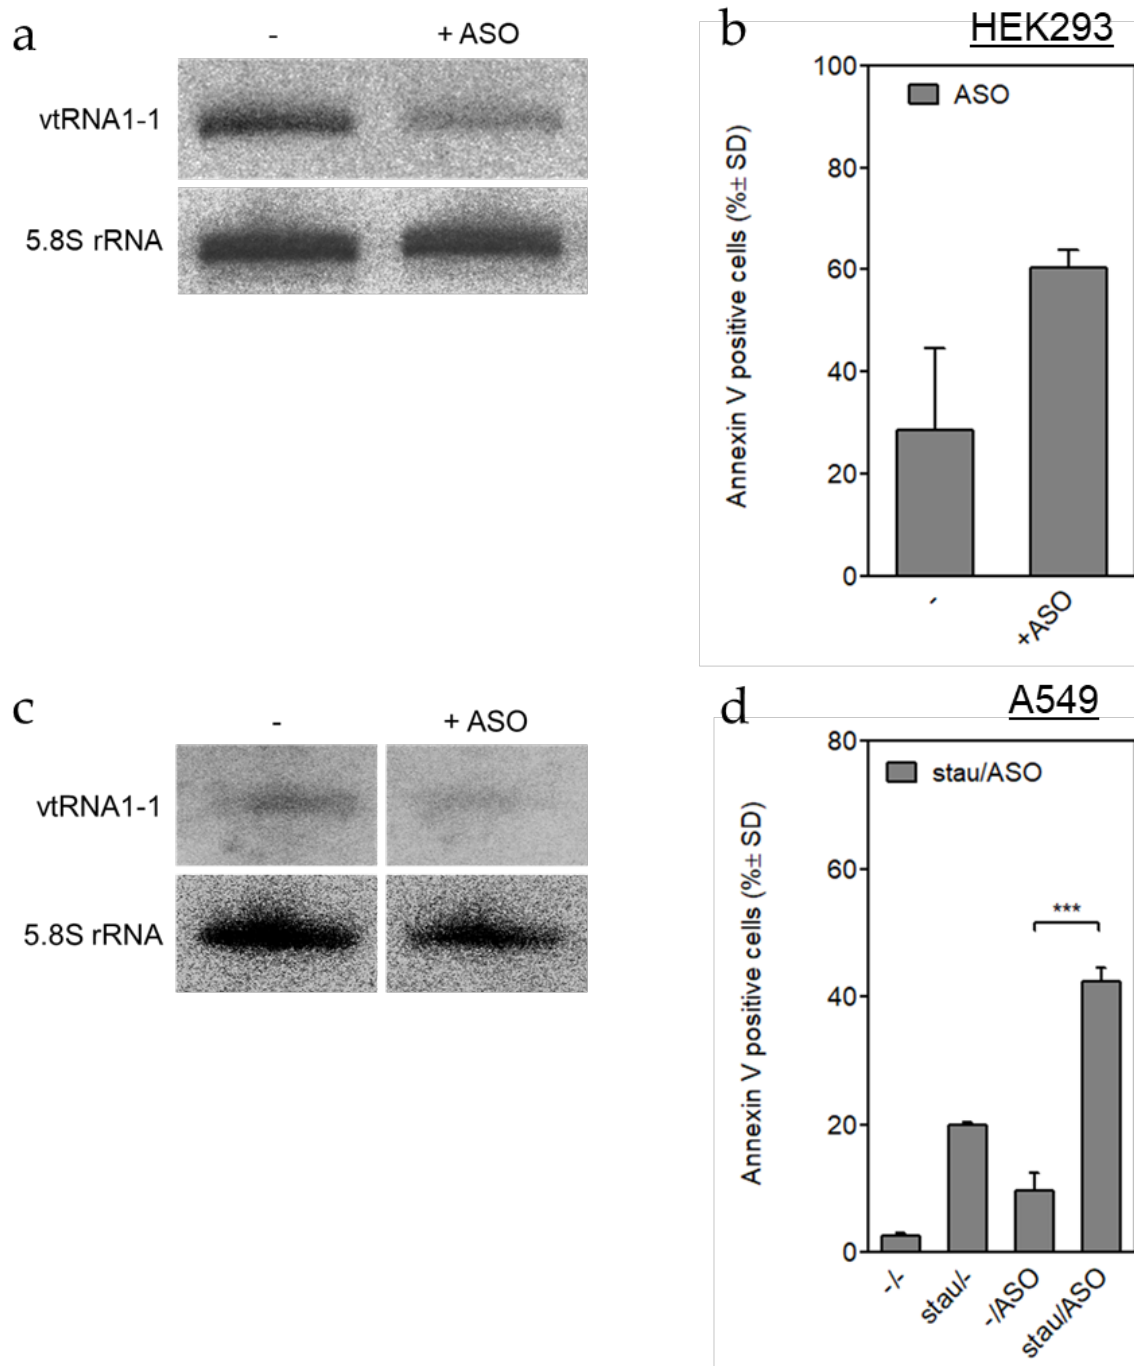 a
- + ASO
vtRNA1-1
5.8S rRNA
b
HEK293
ASO
Annexin V positive cells (%± SD)
100
80
60
40
20
0
- +ASO
c
- + ASO
vtRNA1-1
5.8S rRNA
d
A549
stau/ASO
Annexin V positive cells (%± SD)
80
60
***
40
20
0
-/- stau/- -/ASO stau/ASO